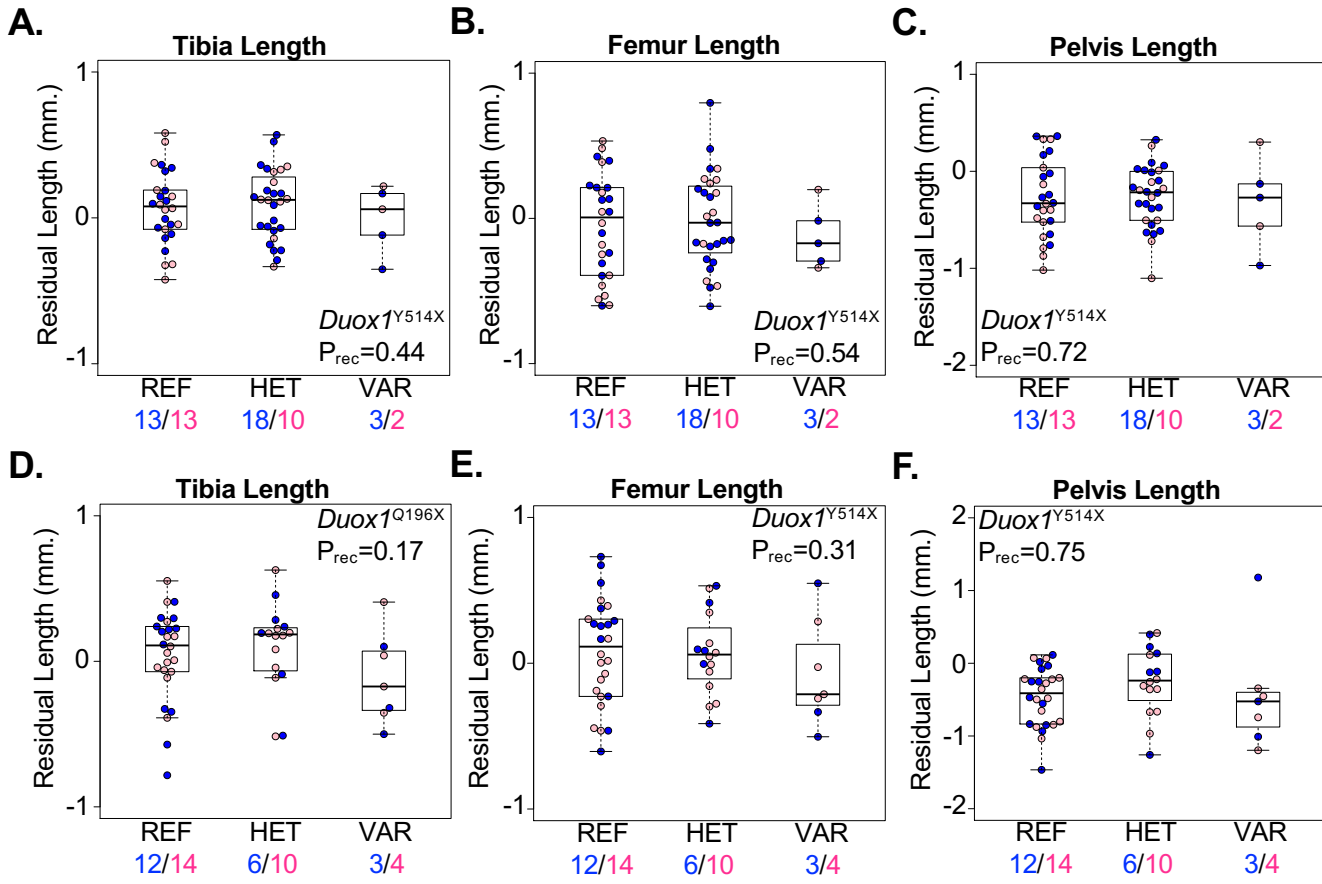 A.
Tibia Length
Residual Length (mm.)
1
0
-1
Duox1Y514X
Prec=0.44
REF HET VAR
13/13 18/10 3/2
B.
Femur Length
Residual Length (mm.)
1
0
-1
Duox1Y514X
Prec=0.54
REF HET VAR
13/13 18/10 3/2
C.
Pelvis Length
Residual Length (mm.)
1
0
-1
-2
Duox1Y514X
Prec=0.72
REF HET VAR
13/13 18/10 3/2
D.
Tibia Length
Residual Length (mm.)
1
0
-1
Duox1Q196X
Prec=0.17
REF HET VAR
12/14 6/10 3/4
E.
Femur Length
Residual Length (mm.)
1
0
-1
Duox1Y514X
Prec=0.31
REF HET VAR
12/14 6/10 3/4
F.
Pelvis Length
Residual Length (mm.)
2
1
-0
-1
-2
Duox1Y514X
Prec=0.75
REF HET VAR
12/14 6/10 3/4